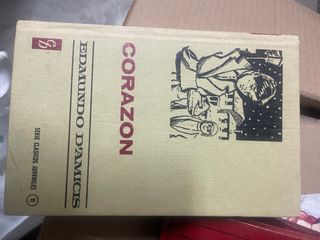 CORAZON
EDMUNDO D'AMICIS
SERIE CLASICOS JUVENILES